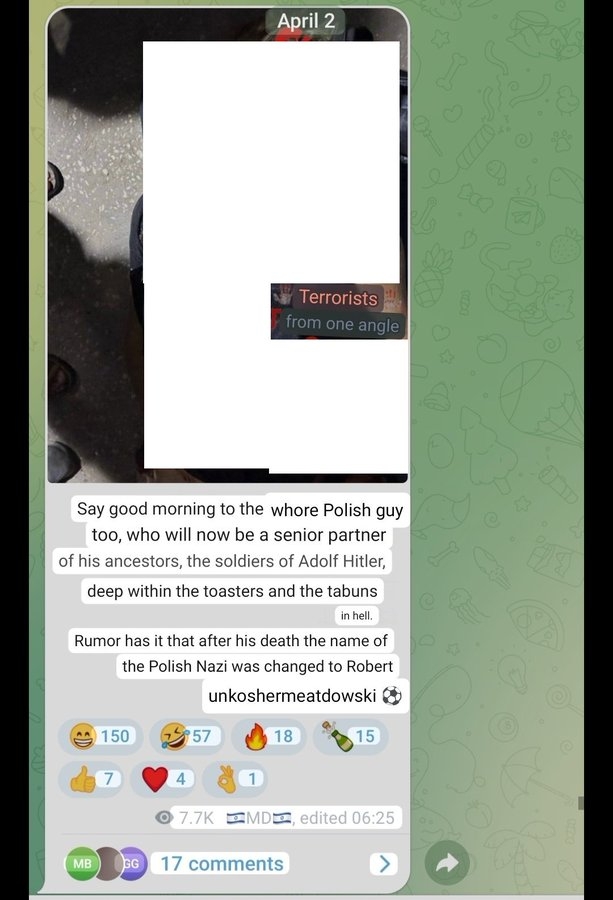 April 2
Terrorists
from one angle
Say good morning to the whore Polish guy
too, who will now be a senior partner
of his ancestors, the soldiers of Adolf Hitler,
deep within the toasters and the tabuns
in hell.
Rumor has it that after his death the name of
the Polish Nazi was changed to Robert
unkoshermeatdowski ⚽
😁 150 🤣 57 🔥 18 🍾 15
👍 7 ❤️ 4 👌 1
7.7K 🇮🇱MD🇮🇱, edited 06:25
MB GG 17 comments